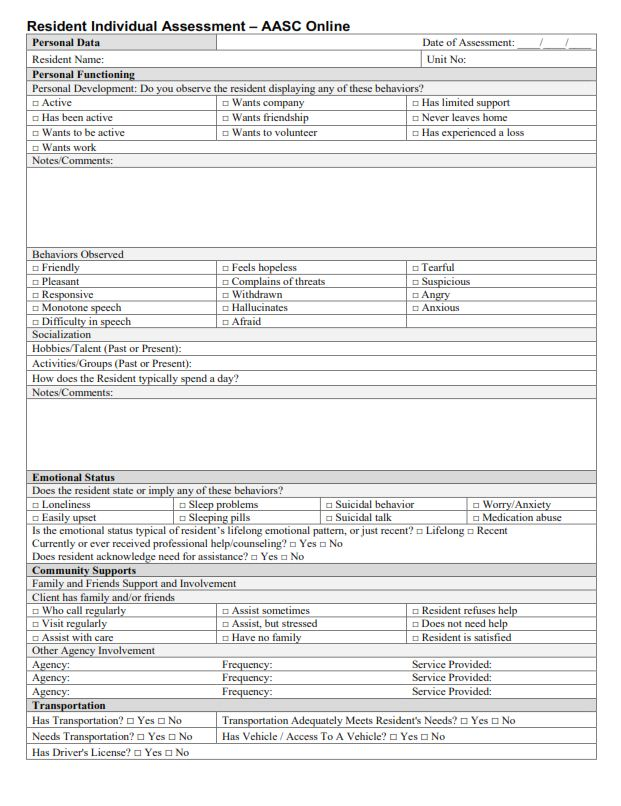 Resident Individual Assessment – AASC Online
Personal Data Date of Assessment: ____/____/____
Resident Name: Unit No:
Personal Functioning
Personal Development: Do you observe the resident displaying any of these behaviors?
□ Active □ Wants company □ Has limited support
□ Has been active □ Wants friendship □ Never leaves home
□ Wants to be active □ Wants to volunteer □ Has experienced a loss
□ Wants work
Notes/Comments:
Behaviors Observed
□ Friendly □ Feels hopeless □ Tearful
□ Pleasant □ Complains of threats □ Suspicious
□ Responsive □ Withdrawn □ Angry
□ Monotone speech □ Hallucinates □ Anxious
□ Difficulty in speech □ Afraid
Socialization
Hobbies/Talent (Past or Present):
Activities/Groups (Past or Present):
How does the Resident typically spend a day?
Notes/Comments:
Emotional Status
Does the resident state or imply any of these behaviors?
□ Loneliness □ Sleep problems □ Suicidal behavior □ Worry/Anxiety
□ Easily upset □ Sleeping pills □ Suicidal talk □ Medication abuse
Is the emotional status typical of resident's lifelong emotional pattern, or just recent? □ Lifelong □ Recent
Currently or ever received professional help/counseling? □ Yes □ No
Does resident acknowledge need for assistance? □ Yes □ No
Community Supports
Family and Friends Support and Involvement
Client has family and/or friends
□ Who call regularly □ Assist sometimes □ Resident refuses help
□ Visit regularly □ Assist, but stressed □ Does not need help
□ Assist with care □ Have no family □ Resident is satisfied
Other Agency Involvement
Agency: Frequency: Service Provided:
Agency: Frequency: Service Provided:
Agency: Frequency: Service Provided:
Transportation
Has Transportation? □ Yes □ No Transportation Adequately Meets Resident's Needs? □ Yes □ No
Needs Transportation? □ Yes □ No Has Vehicle / Access To A Vehicle? □ Yes □ No
Has Driver's License? □ Yes □ No